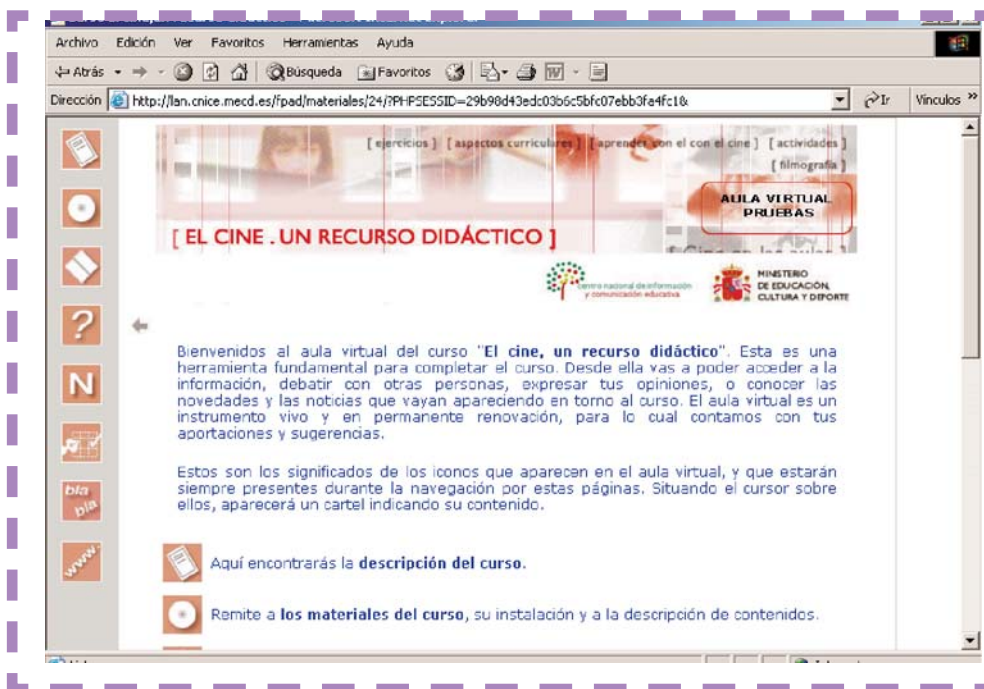 Archivo Edición Ver Favoritos Herramientas Ayuda
Atrás Búsqueda Favoritos
Dirección http://lan.cnice.mecd.es/fpad/materiales/24/?PHPSESSID=29b98d43edc03b6c5bfc07ebb3fa4fc1& Ir Vínculos »
[ ejercicios ] [ aspectos curriculares ] [ aprender con el con el cine ] [ actividades ]
[ filmografía ]
AULA VIRTUAL
PRUEBAS
[ EL CINE . UN RECURSO DIDÁCTICO ]
centro nacional de información
y comunicación educativa
MINISTERIO
DE EDUCACIÓN,
CULTURA Y DEPORTE
?
N
bla
bla
www.
Bienvenidos al aula virtual del curso "El cine, un recurso didáctico". Esta es una
herramienta fundamental para completar el curso. Desde ella vas a poder acceder a la
información, debatir con otras personas, expresar tus opiniones, o conocer las
novedades y las noticias que vayan apareciendo en torno al curso. El aula virtual es un
instrumento vivo y en permanente renovación, para lo cual contamos con tus
aportaciones y sugerencias.
Estos son los significados de los iconos que aparecen en el aula virtual, y que estarán
siempre presentes durante la navegación por estas páginas. Situando el cursor sobre
ellos, aparecerá un cartel indicando su contenido.
Aquí encontrarás la descripción del curso.
Remite a los materiales del curso, su instalación y a la descripción de contenidos.